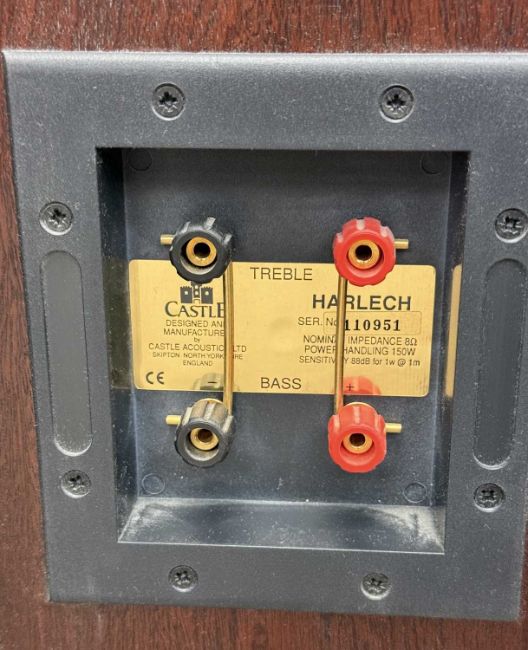 TREBLE
CASTLE
DESIGNED AND
MANUFACTURED
by
CASTLE ACOUSTIC LTD
SKIPTON NORTH YORKSHIRE
ENGLAND
CE
HARLECH
SER. No 110951
NOMINAL IMPEDANCE 8Ω
POWER HANDLING 150W
SENSITIVITY 88dB for 1w @ 1m
− BASS +